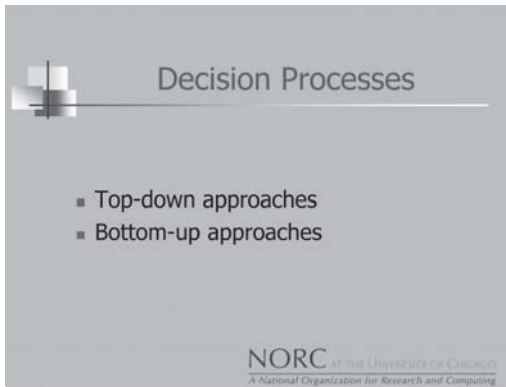 Decision Processes
Top-down approaches
Bottom-up approaches
NORC AT THE UNIVERSITY OF CHICAGO
A National Organization for Research and Computing